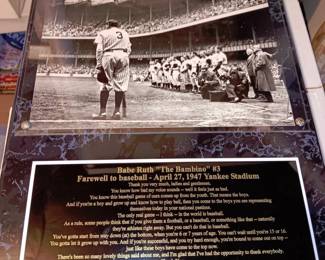 3
Babe Ruth "The Bambino" #3
Farewell to baseball - April 27, 1947 Yankee Stadium
Thank you very much, ladies and gentlemen.
You know how bad my voice sounds -- well it feels just as bad.
You know this baseball game of ours comes up from the youth. That means the boys.
And if you're a boy and grow up and know how to play ball, then you come to the boys you see
representing themselves today in your national pastime.
The only real game -- I think -- in the world is baseball.
As a rule, some people think if you give them a football, or a baseball, or something like that -- naturally
they're athletes right away. But you can't do that in baseball.
You've gotta start from way down (at) the bottom, when you're 6 or 7 years of age. You can't wait until you're 15 or 16.
You gotta let it grow up with you. And if you're successful, and you try hard enough, you're bound to come out on top --
just like these boys have come to the top now.
There's been so many lovely things said about me, and I'm glad that I've had the opportunity to thank everybody.